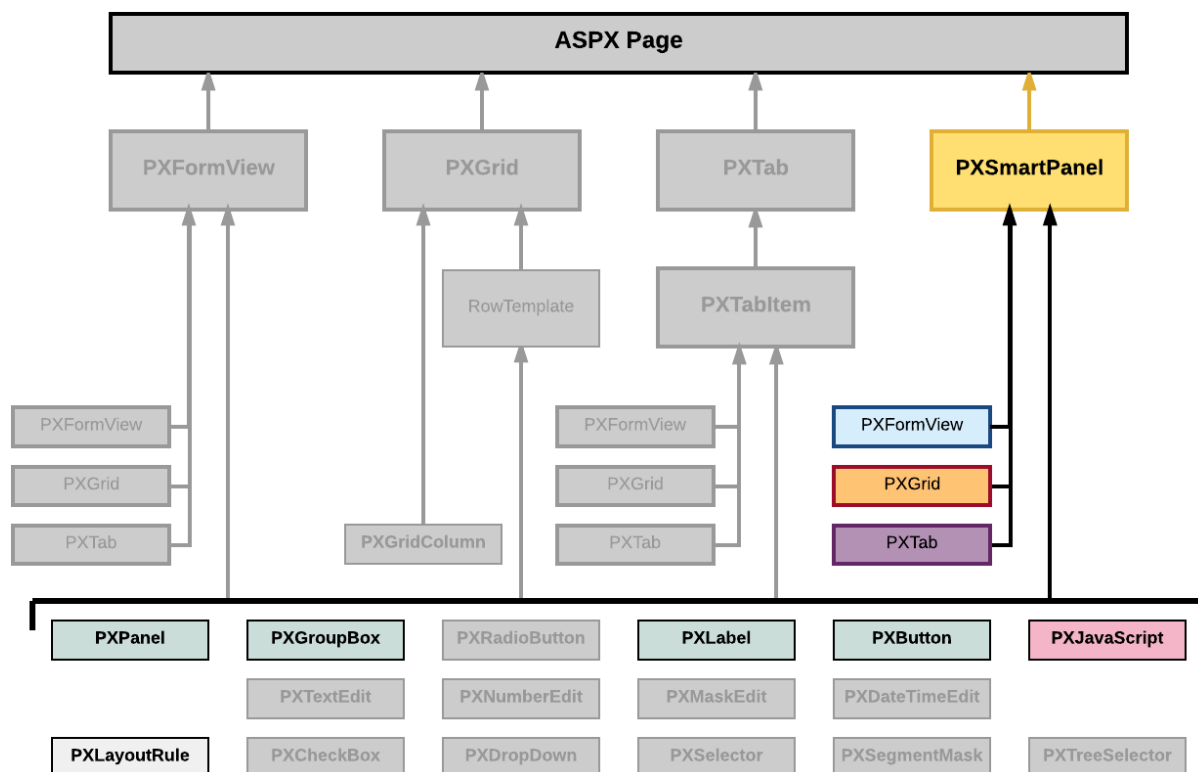 ASPX Page
PXFormView
PXGrid
PXTab
PXSmartPanel
RowTemplate
PXTabItem
PXFormView
PXFormView
PXFormView
PXGrid
PXGrid
PXGrid
PXTab
PXGridColumn
PXTab
PXTab
PXPanel
PXGroupBox
PXRadioButton
PXLabel
PXButton
PXJavaScript
PXTextEdit
PXNumberEdit
PXMaskEdit
PXDateTimeEdit
PXLayoutRule
PXCheckBox
PXDropDown
PXSelector
PXSegmentMask
PXTreeSelector